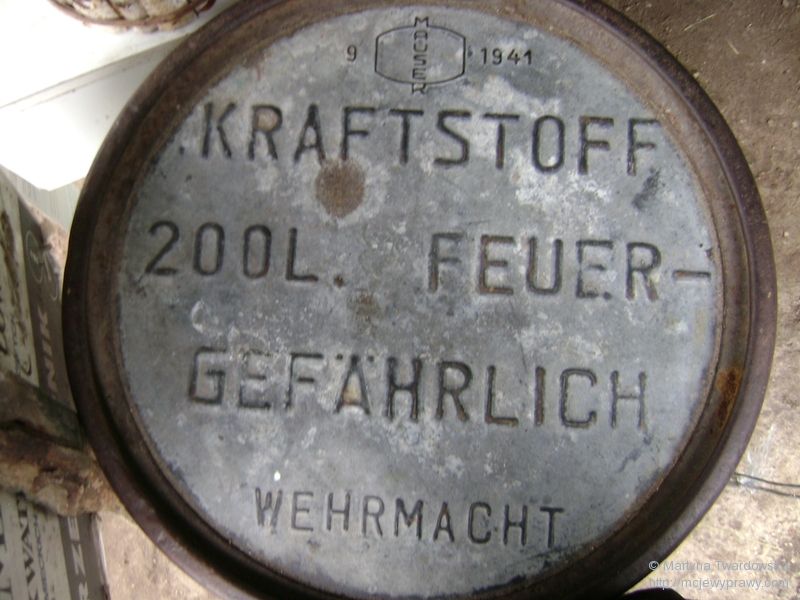 MAUSER
9 1941
KRAFTSTOFF
200L. FEUER-
GEFÄHRLICH
WEHRMACHT
© Martyna Twardowska
http://mojewyprawy.com/